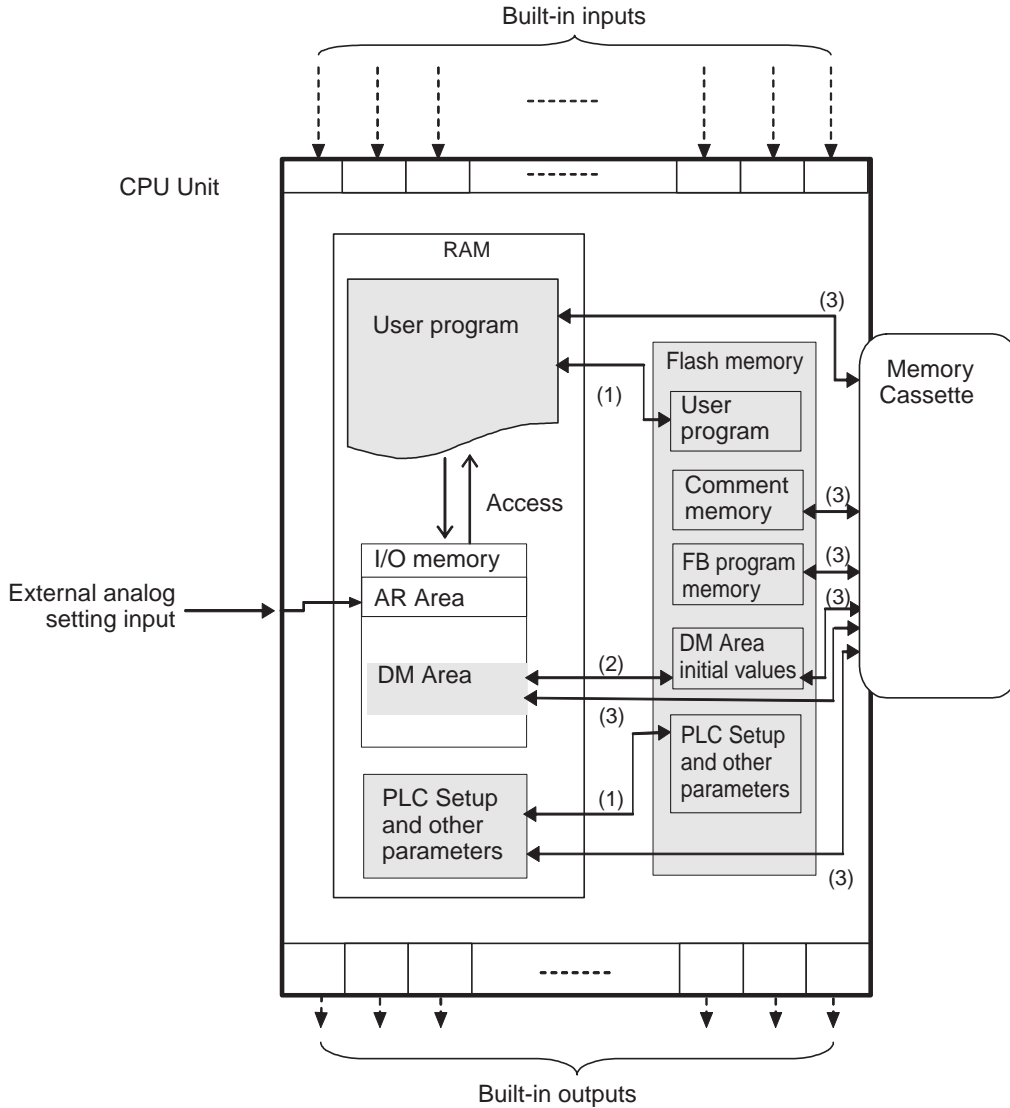 Built-in inputs
CPU Unit
RAM
User program
(3)
Flash memory
Memory
Cassette
(1)
User
program
Comment
memory
(3)
Access
I/O memory
FB program
memory
(3)
External analog
setting input
AR Area
(3)
DM Area
(2)
DM Area
initial values
(3)
PLC Setup
and other
parameters
PLC Setup
and other
parameters
(1)
(3)
Built-in outputs